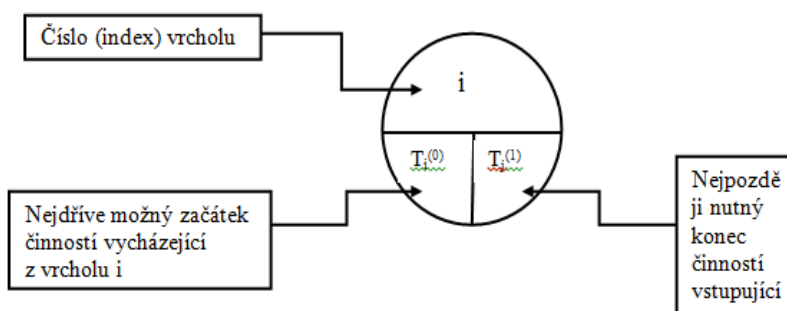 Číslo (index) vrcholu
i
Ti(0)
Ti(1)
Nejdříve možný začátek
činností vycházející
z vrcholu i
Nejpozdě
ji nutný
konec
činností
vstupující